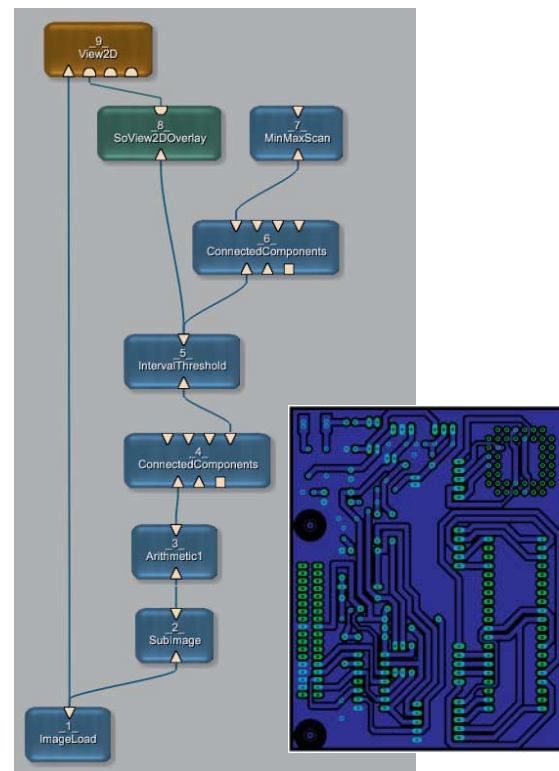 _9_
View2D
_8_
SoView2DOverlay
_7_
MinMaxScan
_6_
ConnectedComponents
_5_
IntervalThreshold
_4_
ConnectedComponents
_3_
Arithmetic1
_2_
SubImage
_1_
ImageLoad